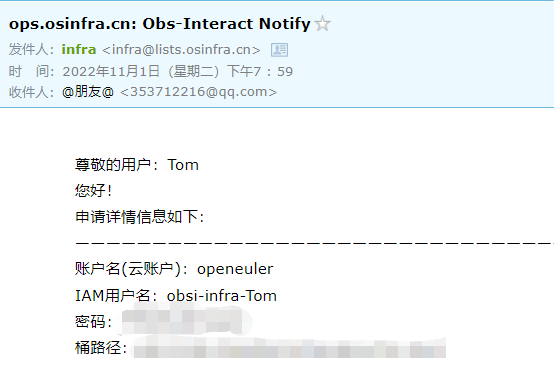 ops.osinfra.cn: Obs-Interact Notify
发件人：infra <infra@lists.osinfra.cn>
时　间：2022年11月1日（星期二）下午7：59
收件人：@朋友@ <353712216@qq.com>
尊敬的用户：Tom
您好！
申请详情信息如下：
————————————————————————
账户名(云账户)：openeuler
IAM用户名：obsi-infra-Tom
密码：
桶路径：